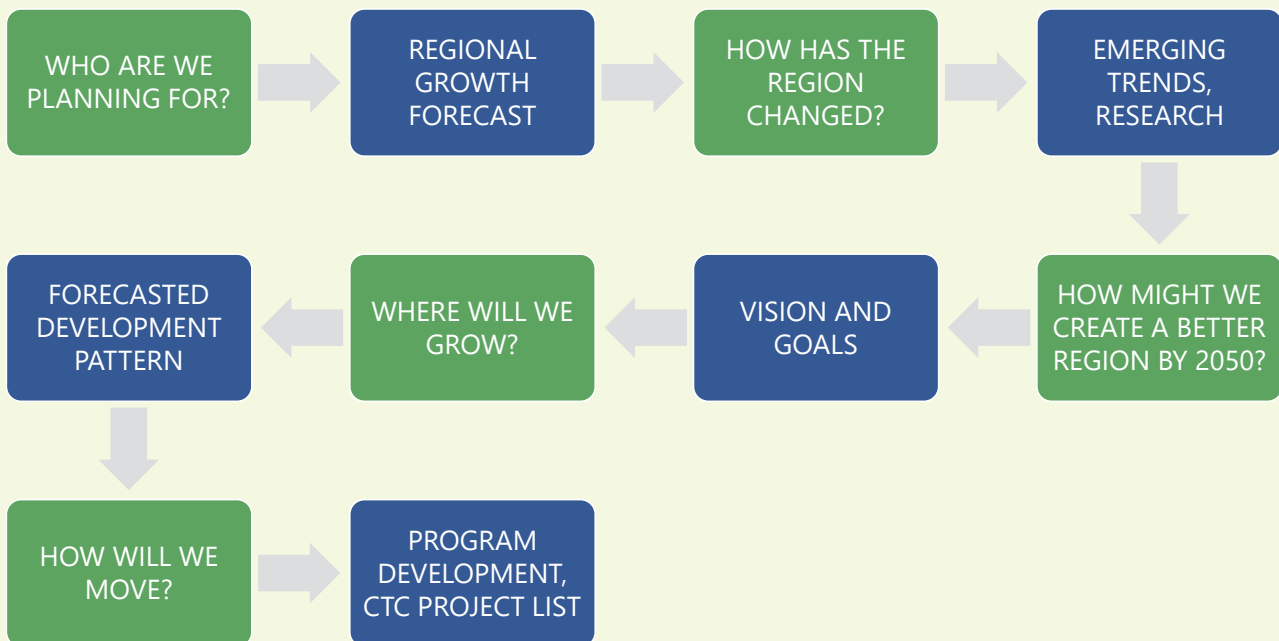 WHO ARE WE
PLANNING FOR?
REGIONAL
GROWTH
FORECAST
HOW HAS THE
REGION
CHANGED?
EMERGING
TRENDS,
RESEARCH
HOW MIGHT WE
CREATE A BETTER
REGION BY 2050?
VISION AND
GOALS
WHERE WILL WE
GROW?
FORECASTED
DEVELOPMENT
PATTERN
HOW WILL WE
MOVE?
PROGRAM
DEVELOPMENT,
CTC PROJECT LIST